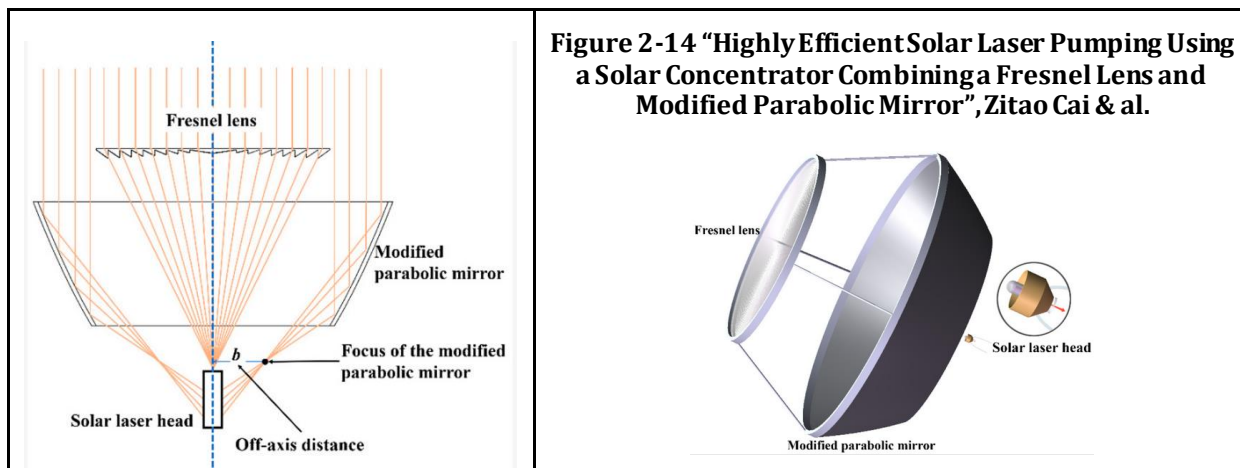 Fresnel lens
Modified
parabolic mirror
b
Focus of the modified
parabolic mirror
Solar laser head
Off-axis distance
Figure 2-14 “Highly Efficient Solar Laser Pumping Using
a Solar Concentrator Combining a Fresnel Lens and
Modified Parabolic Mirror”, Zitao Cai & al.
Fresnel lens
Solar laser head
Modified parabolic mirror